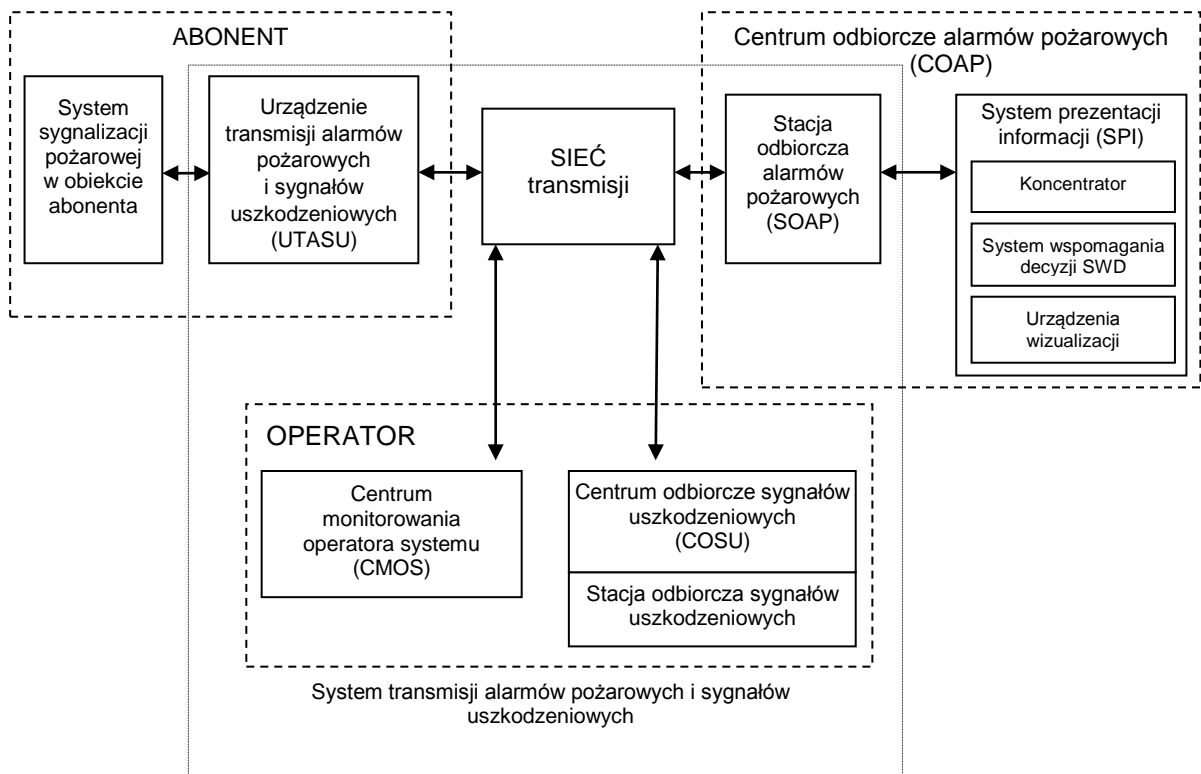 ABONENT
System
sygnalizacji
pożarowej
w obiekcie
abonenta
Urządzenie
transmisji alarmów
pożarowych
i sygnałów
uszkodzeniowych
(UTASU)
SIEĆ
transmisji
Centrum odbiorcze alarmów pożarowych
(COAP)
Stacja
odbiorcza
alarmów
pożarowych
(SOAP)
System prezentacji
informacji (SPI)
Koncentrator
System wspomagania
decyzji SWD
Urządzenia
wizualizacji
OPERATOR
Centrum
monitorowania
operatora systemu
(CMOS)
Centrum odbiorcze sygnałów
uszkodzeniowych
(COSU)
Stacja odbiorcza sygnałów
uszkodzeniowych
System transmisji alarmów pożarowych i sygnałów
uszkodzeniowych